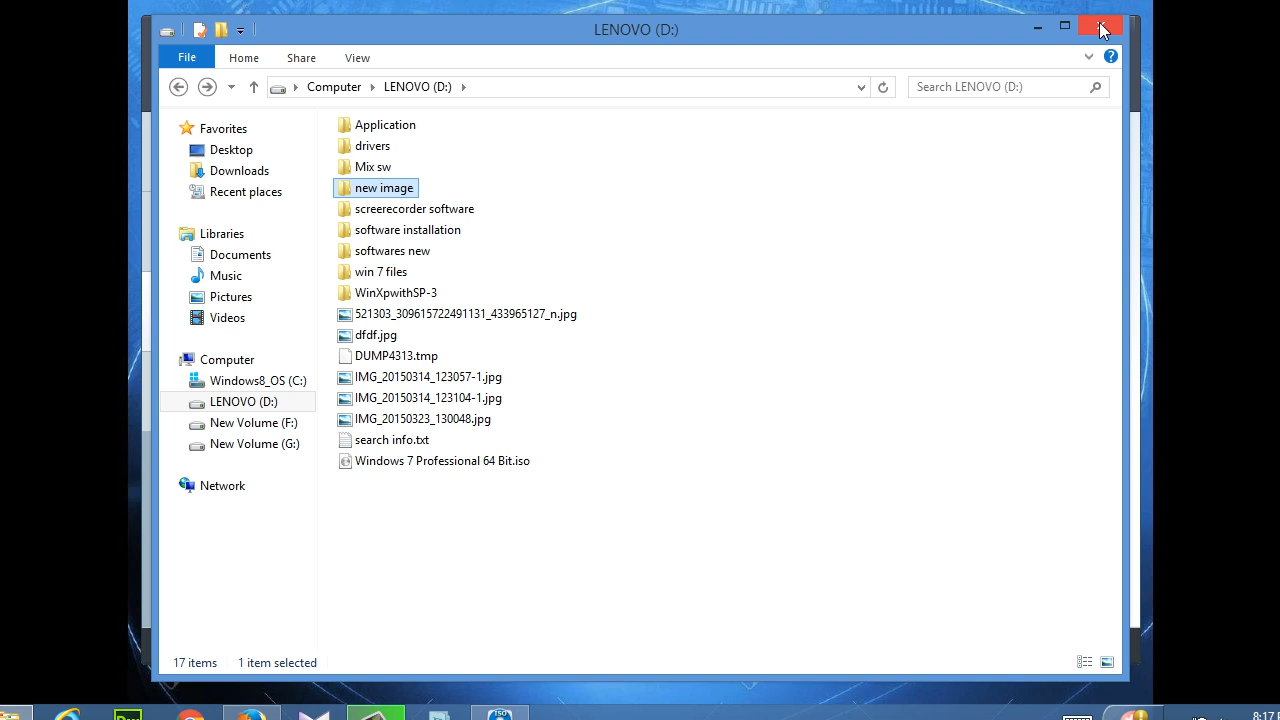 LENOVO (D:)
File Home Share View
Computer LENOVO (D:) Search LENOVO (D:)
Favorites
Desktop
Downloads
Recent places
Libraries
Documents
Music
Pictures
Videos
Computer
Windows8_OS (C:)
LENOVO (D:)
New Volume (F:)
New Volume (G:)
Network
Application
drivers
Mix sw
new image
screerecorder software
software installation
softwares new
win 7 files
WinXpwithSP-3
521303_309615722491131_433965127_n.jpg
dfdf.jpg
DUMP4313.tmp
IMG_20150314_123057-1.jpg
IMG_20150314_123104-1.jpg
IMG_20150323_130048.jpg
search info.txt
Windows 7 Professional 64 Bit.iso
17 items 1 item selected
ISO
8:17